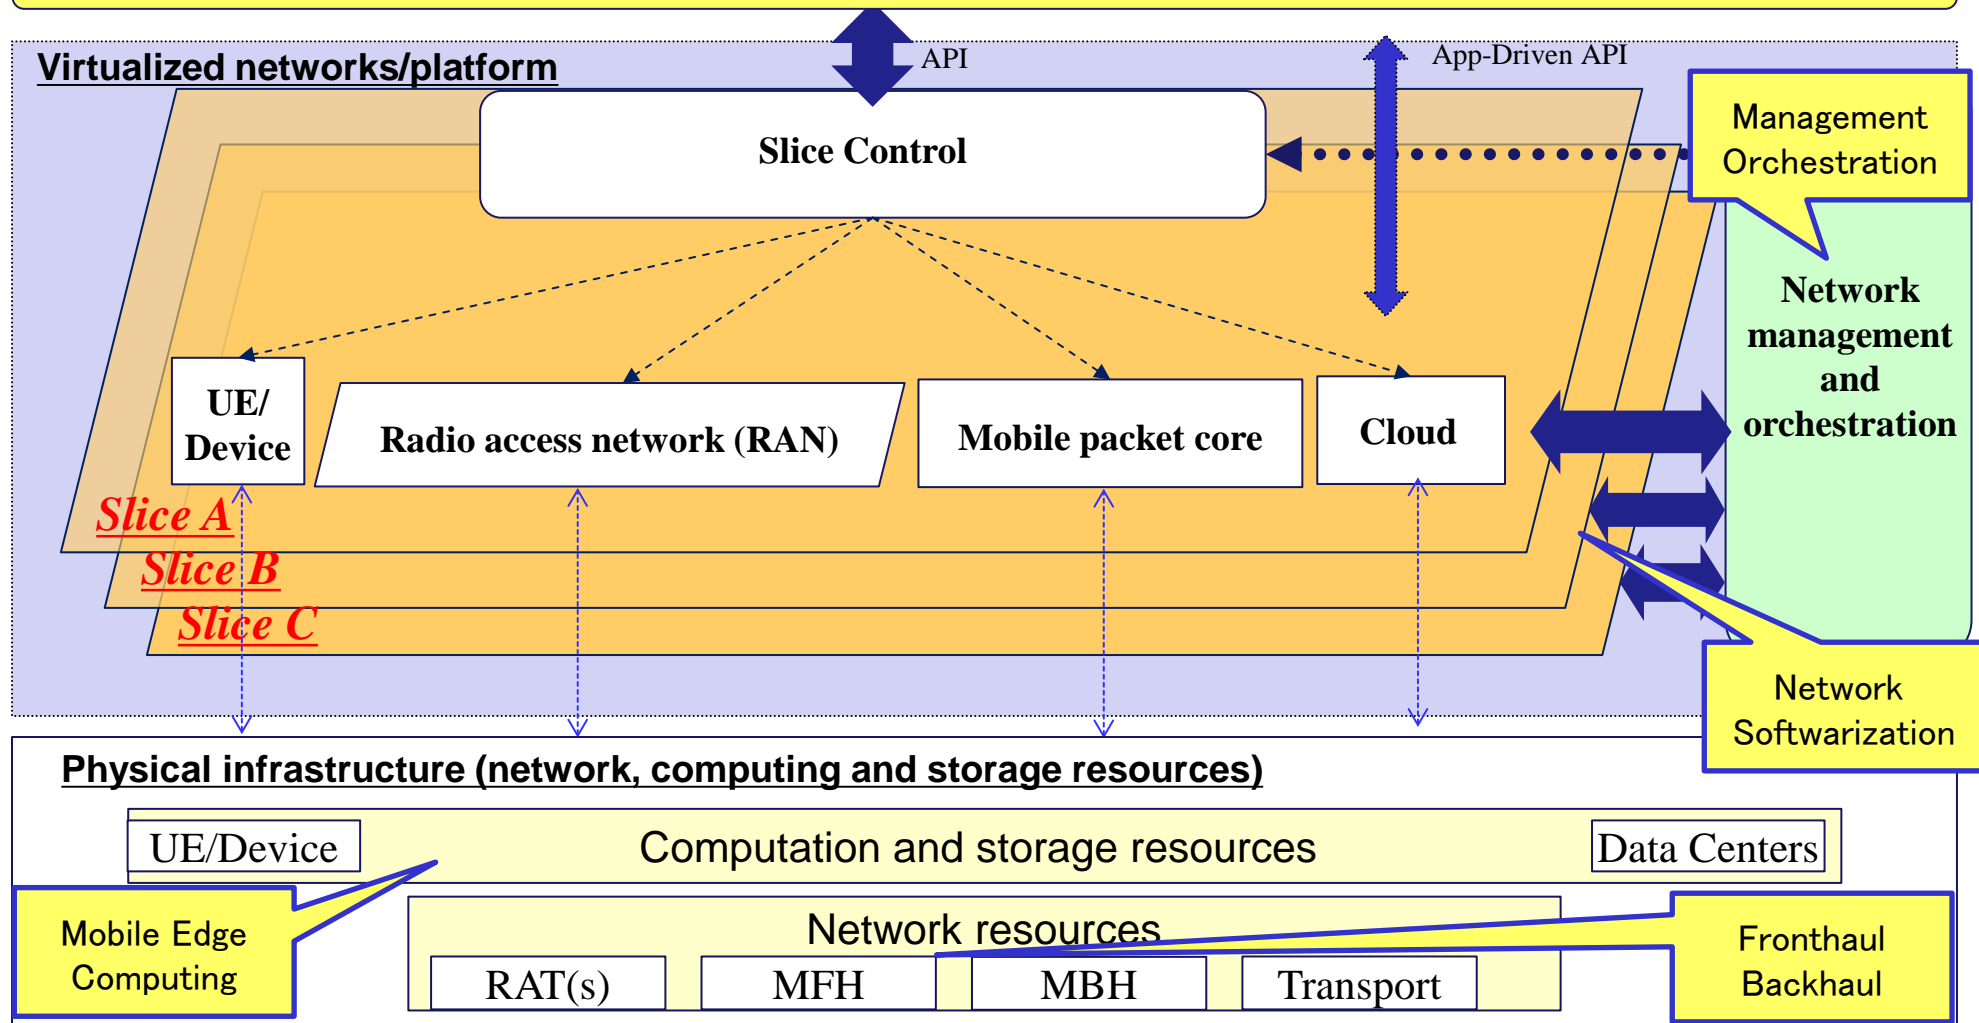 API
App-Driven API
Virtualized networks/platform
Management
Orchestration
Slice Control
Network
management
and
orchestration
UE/
Device
Radio access network (RAN)
Mobile packet core
Cloud
Slice A
Slice B
Slice C
Network
Softwarization
Physical infrastructure (network, computing and storage resources)
UE/Device
Computation and storage resources
Data Centers
Mobile Edge
Computing
Network resources
Fronthaul
Backhaul
RAT(s)
MFH
MBH
Transport